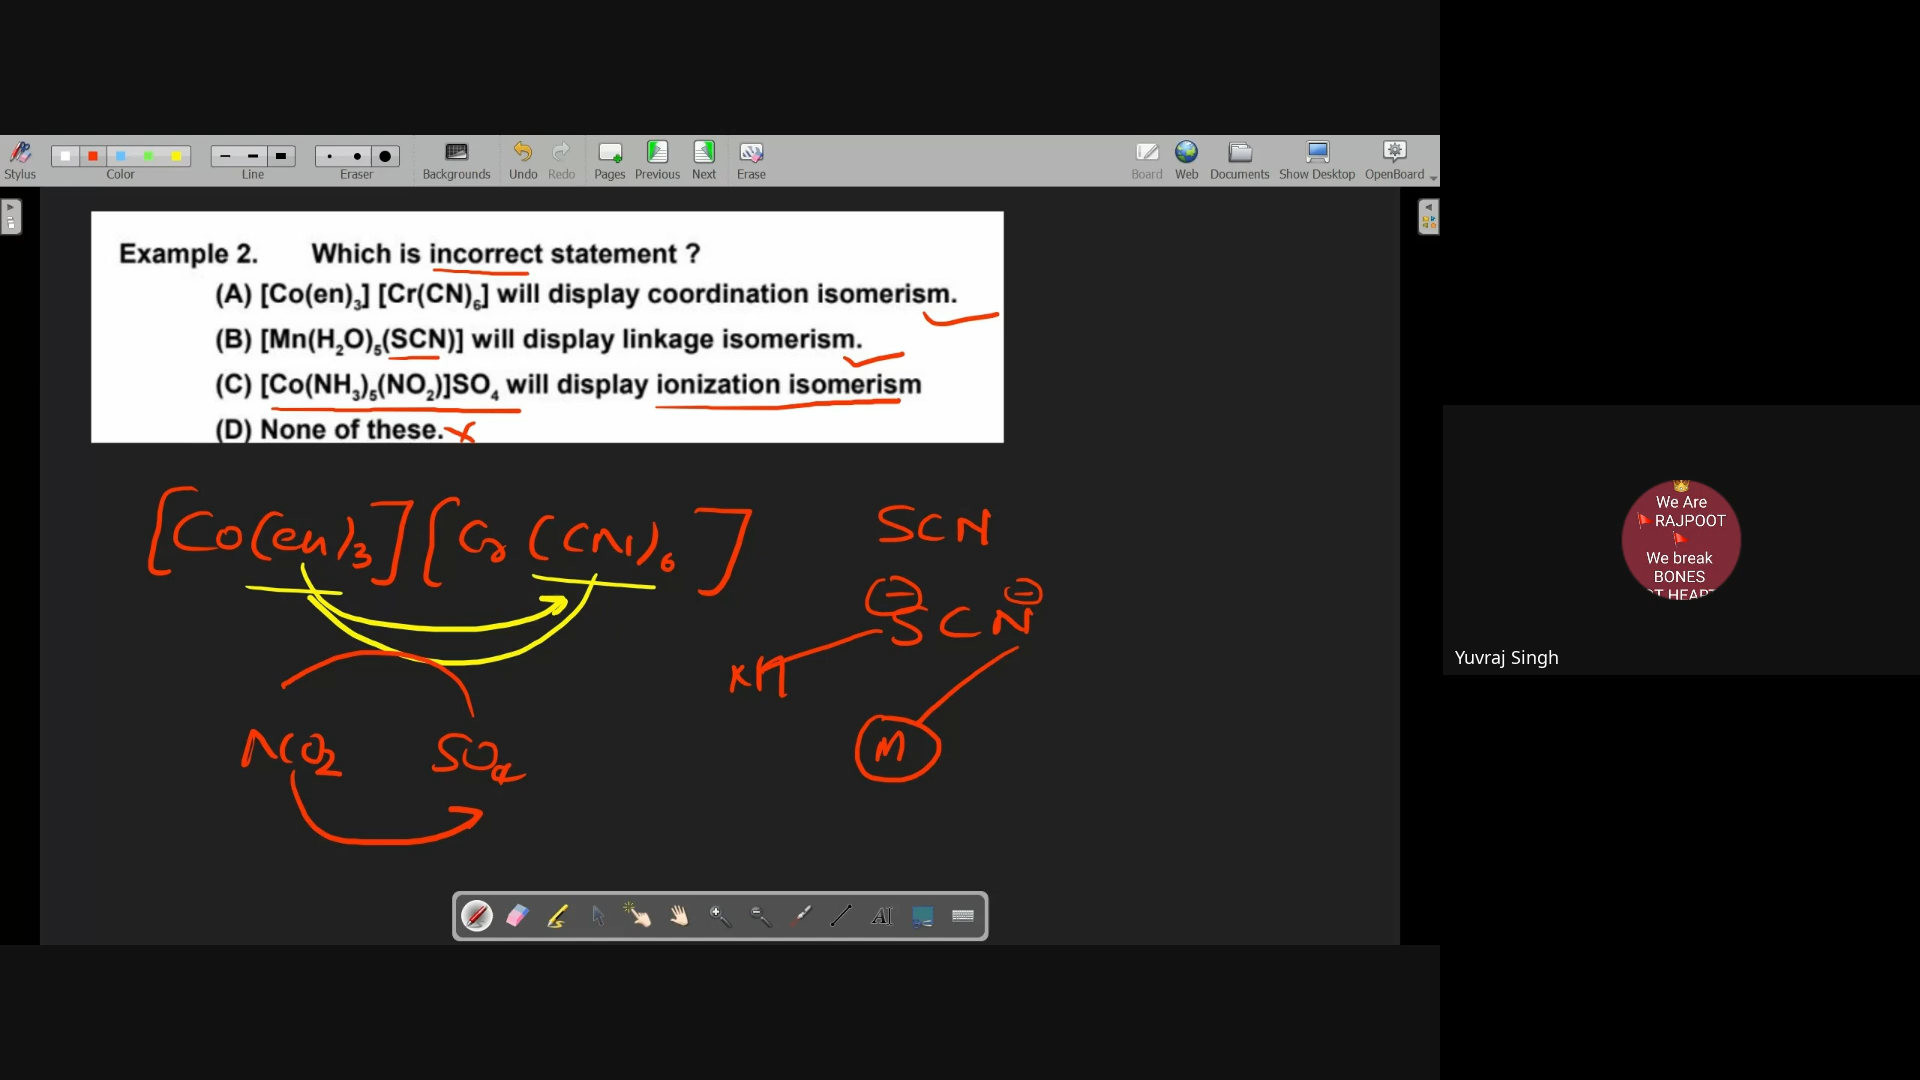 Stylus
Color
Line
Eraser
Backgrounds
Undo
Redo
Pages
Previous
Next
Erase
Board
Web
Documents
Show Desktop
OpenBoard
Example 2. Which is incorrect statement ?
(A) [Co(en)₃] [Cr(CN)₆] will display coordination isomerism.
(B) [Mn(H₂O)₅(SCN)] will display linkage isomerism.
(C) [Co(NH₃)₅(NO₂)]SO₄ will display ionization isomerism
(D) None of these.
[Co(en)₃][Cr(CN)₆]
SCN
SCN
M
SO₄
AI
We Are
RAJPOOT
We break
BONES
Yuvraj Singh